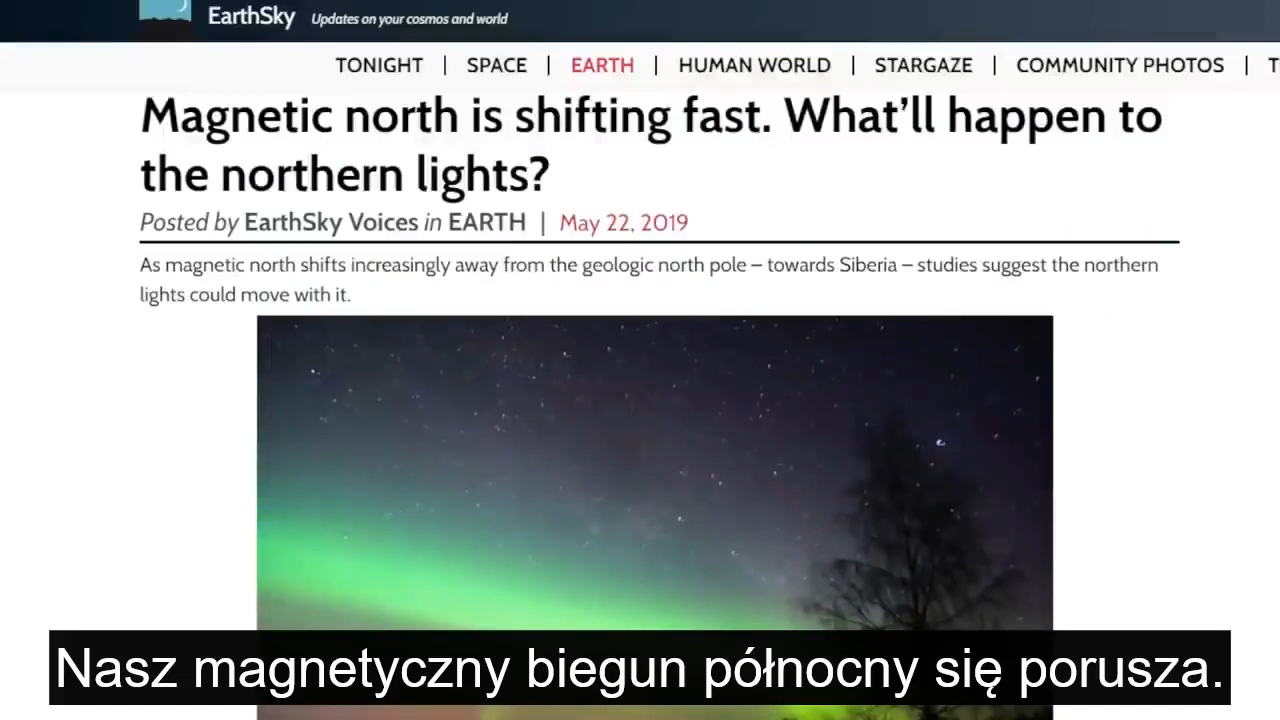 EarthSky Updates on your cosmos and world
TONIGHT | SPACE | EARTH | HUMAN WORLD | STARGAZE | COMMUNITY PHOTOS |
Magnetic north is shifting fast. What’ll happen to
the northern lights?
Posted by EarthSky Voices in EARTH | May 22, 2019
As magnetic north shifts increasingly away from the geologic north pole – towards Siberia – studies suggest the northern
lights could move with it.
Nasz magnetyczny biegun północny się porusza.